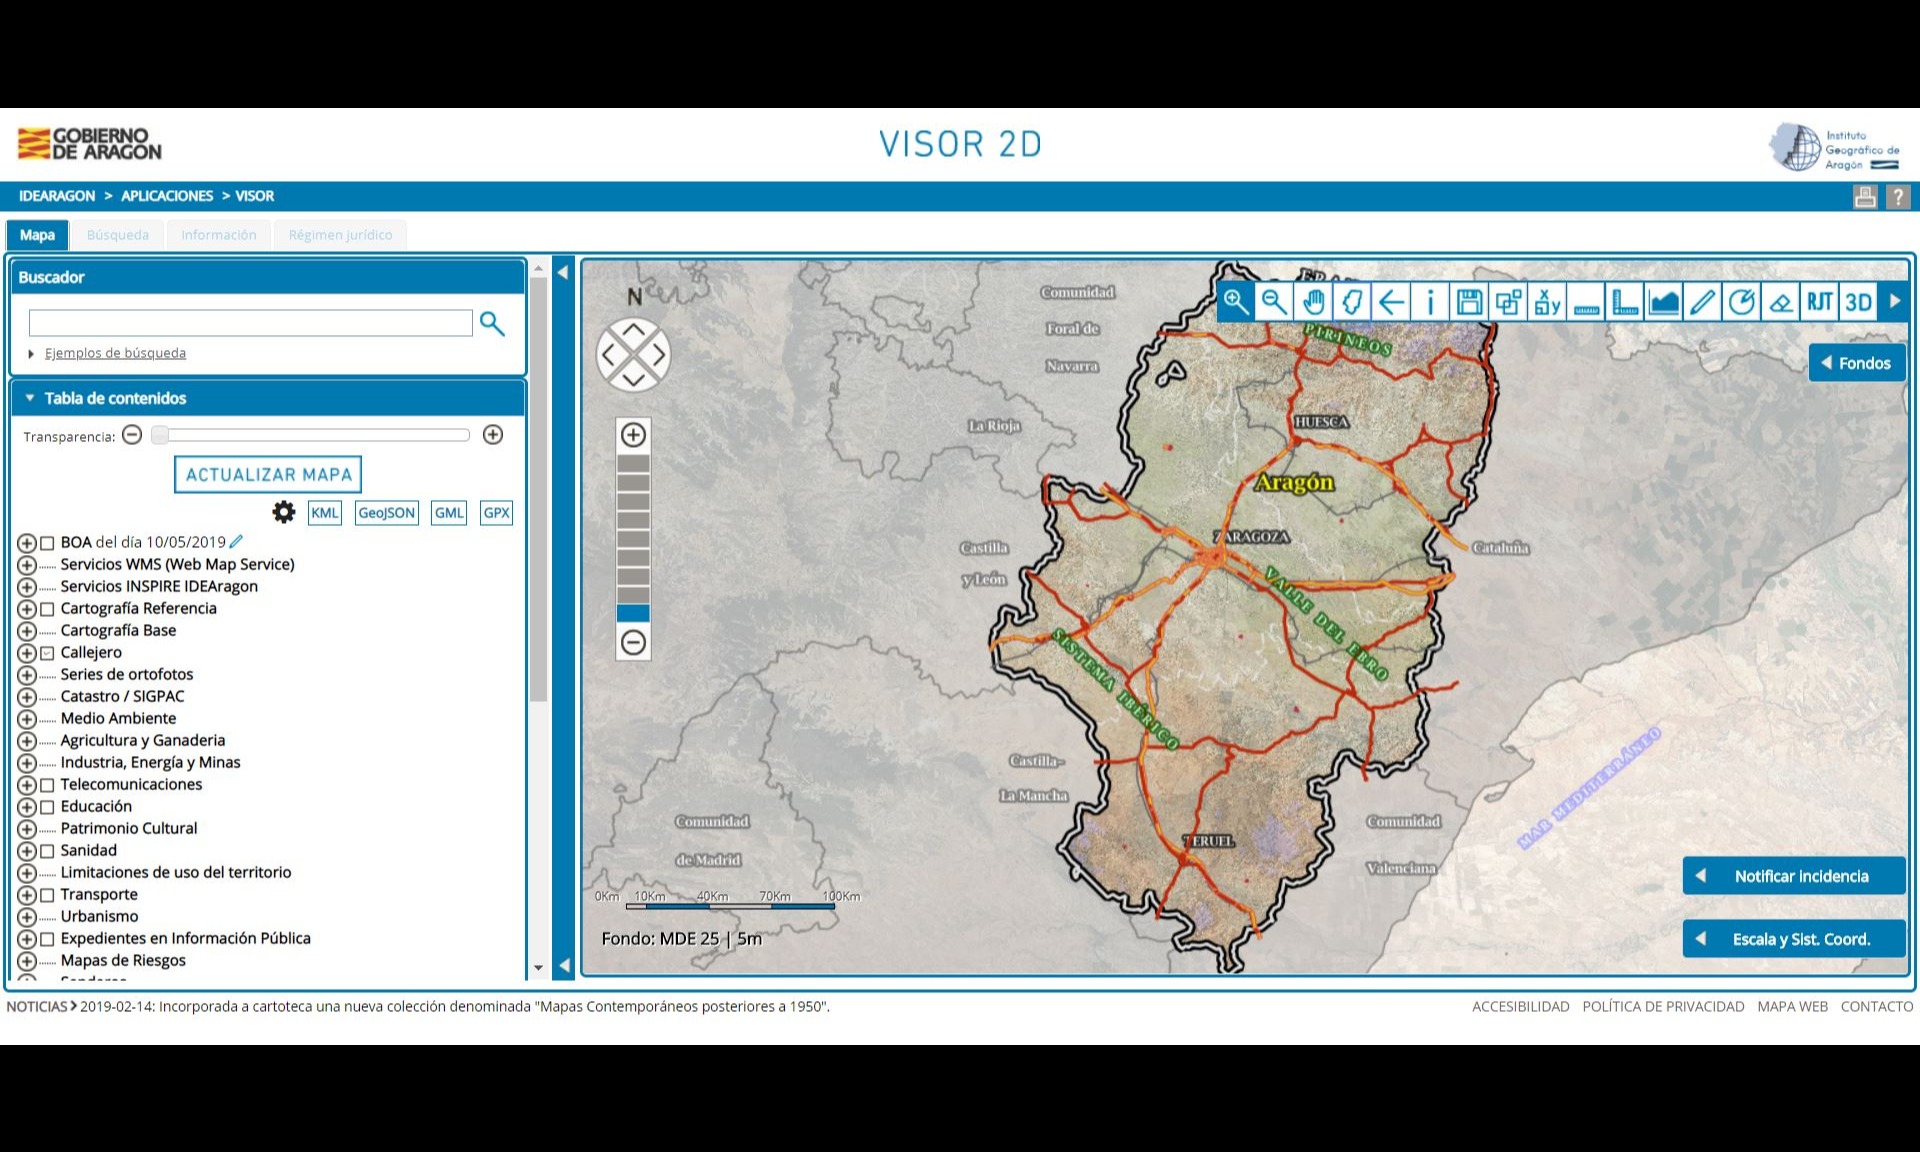 GOBIERNO
DE ARAGON
VISOR 2D
Instituto
Geográfico de
Aragón
IDEARAGON > APLICACIONES > VISOR
?
Mapa
Búsqueda
Información
Régimen jurídico
Buscador
Ejemplos de búsqueda
Tabla de contenidos
Transparencia:
ACTUALIZAR MAPA
KML
GeoJSON
GML
GPX
BOA del día 10/05/2019
Servicios WMS (Web Map Service)
Servicios INSPIRE IDEAragon
Cartografía Referencia
Cartografía Base
Callejero
Series de ortofotos
Catastro / SIGPAC
Medio Ambiente
Agricultura y Ganaderia
Industria, Energía y Minas
Telecomunicaciones
Educación
Patrimonio Cultural
Sanidad
Limitaciones de uso del territorio
Transporte
Urbanismo
Expedientes en Información Pública
Mapas de Riesgos
N
i
xy
RJT
3D
Fondos
Comunidad
Foral de
Navarra
PIRINEOS
La Rioja
HUESCA
Aragón
ZARAGOZA
Castilla
y León
Cataluña
VALLE DEL EBRO
SISTEMA IBÉRICO
Castilla-
La Mancha
MAR MEDITERRÁNEO
Comunidad
de Madrid
TERUEL
Comunidad
Valenciana
0Km 10Km 40Km 70Km 100Km
Fondo: MDE 25 | 5m
Notificar incidencia
Escala y Sist. Coord.
NOTICIAS > 2019-02-14: Incorporada a cartoteca una nueva colección denominada "Mapas Contemporáneos posteriores a 1950".
ACCESIBILIDAD POLÍTICA DE PRIVACIDAD MAPA WEB CONTACTO